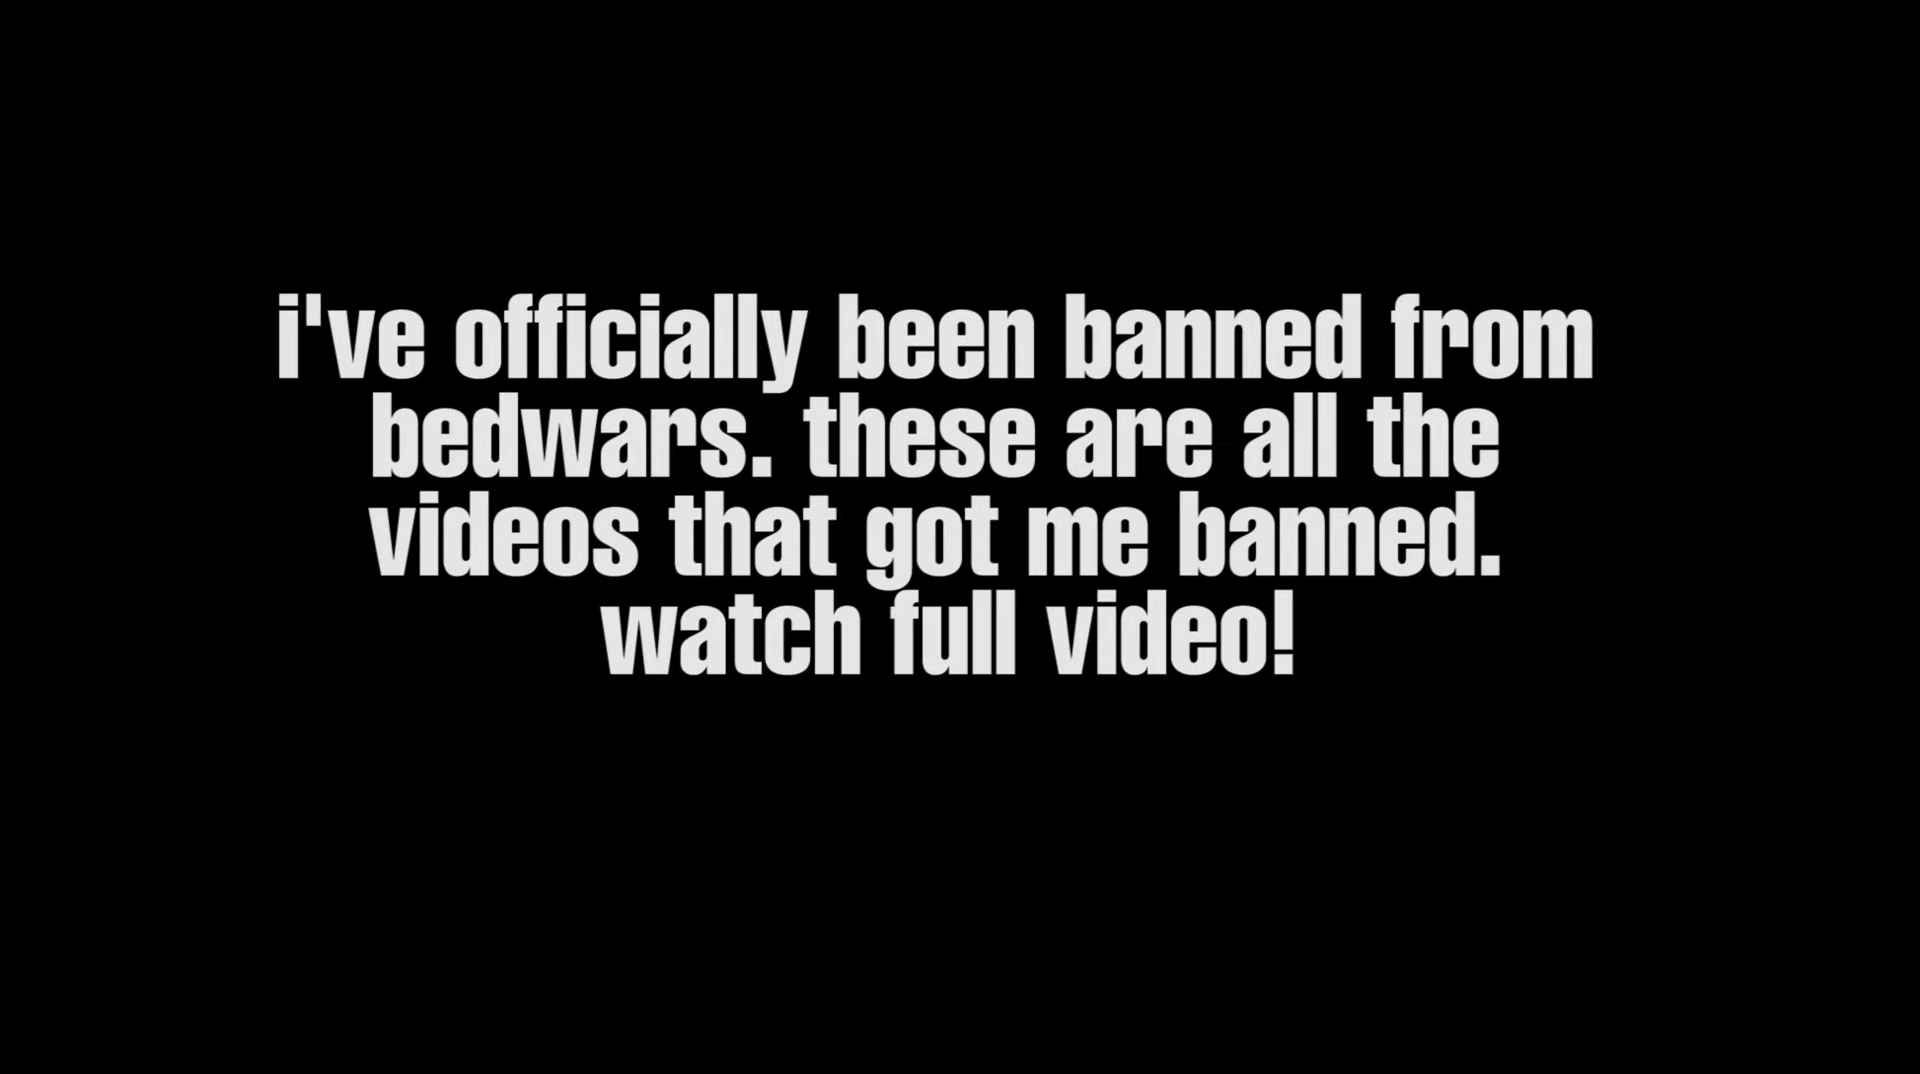 i've officially been banned from
bedwars. these are all the
videos that got me banned.
watch full video!